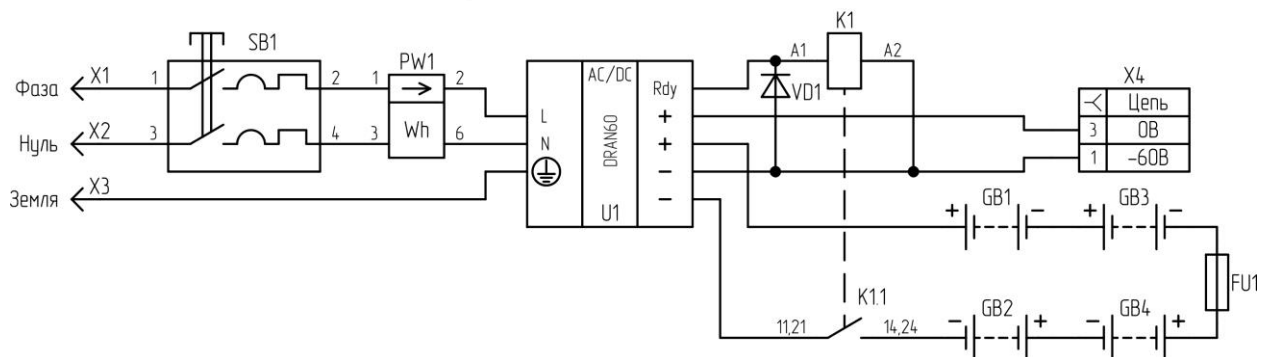 SB1
K1
PW1
AC/DC
A1
A2
X4
Фаза
X1
1
2
1
2
Rdy
VD1
Цепь
L
+
Нуль
X2
3
4
3
Wh
6
N
DRAN60
+
3
0В
–
1
-60В
Земля
X3
U1
–
GB1
GB3
+
-
+
-
FU1
K1.1
GB2
GB4
11,21
14,24
-
+
-
+